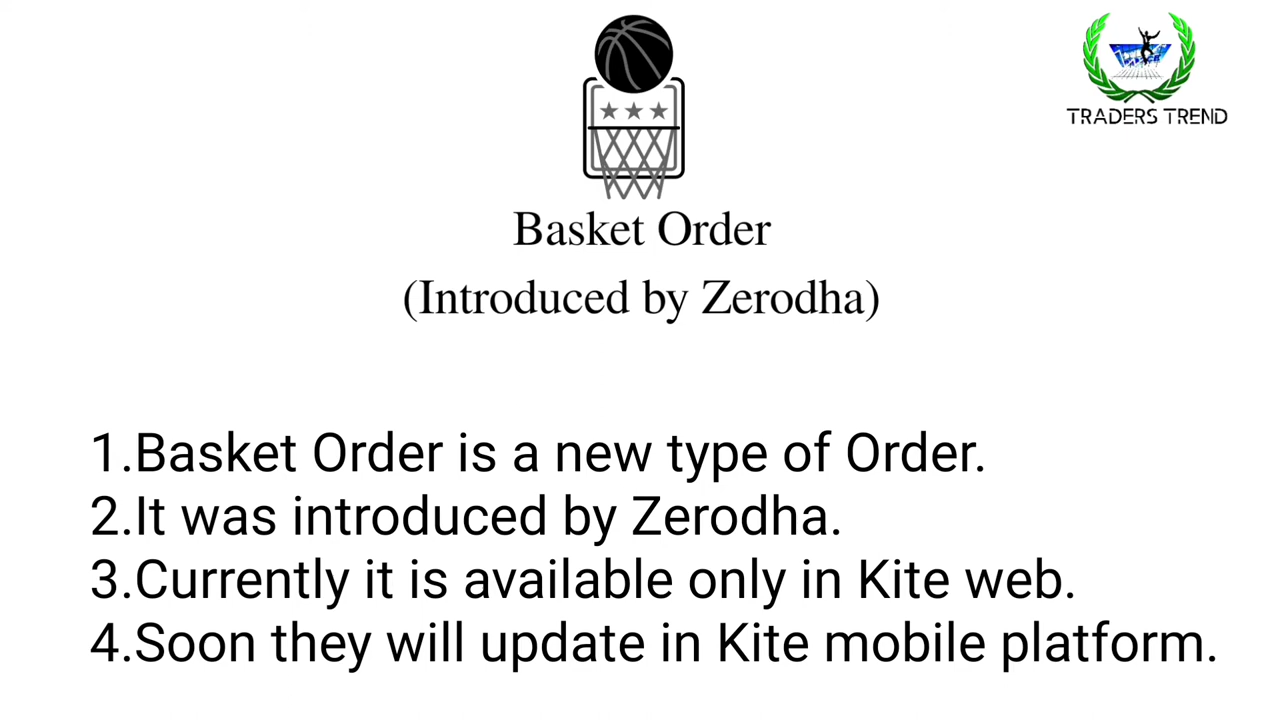 TRADERS TREND
Basket Order
(Introduced by Zerodha)
1.Basket Order is a new type of Order.
2.It was introduced by Zerodha.
3.Currently it is available only in Kite web.
4.Soon they will update in Kite mobile platform.